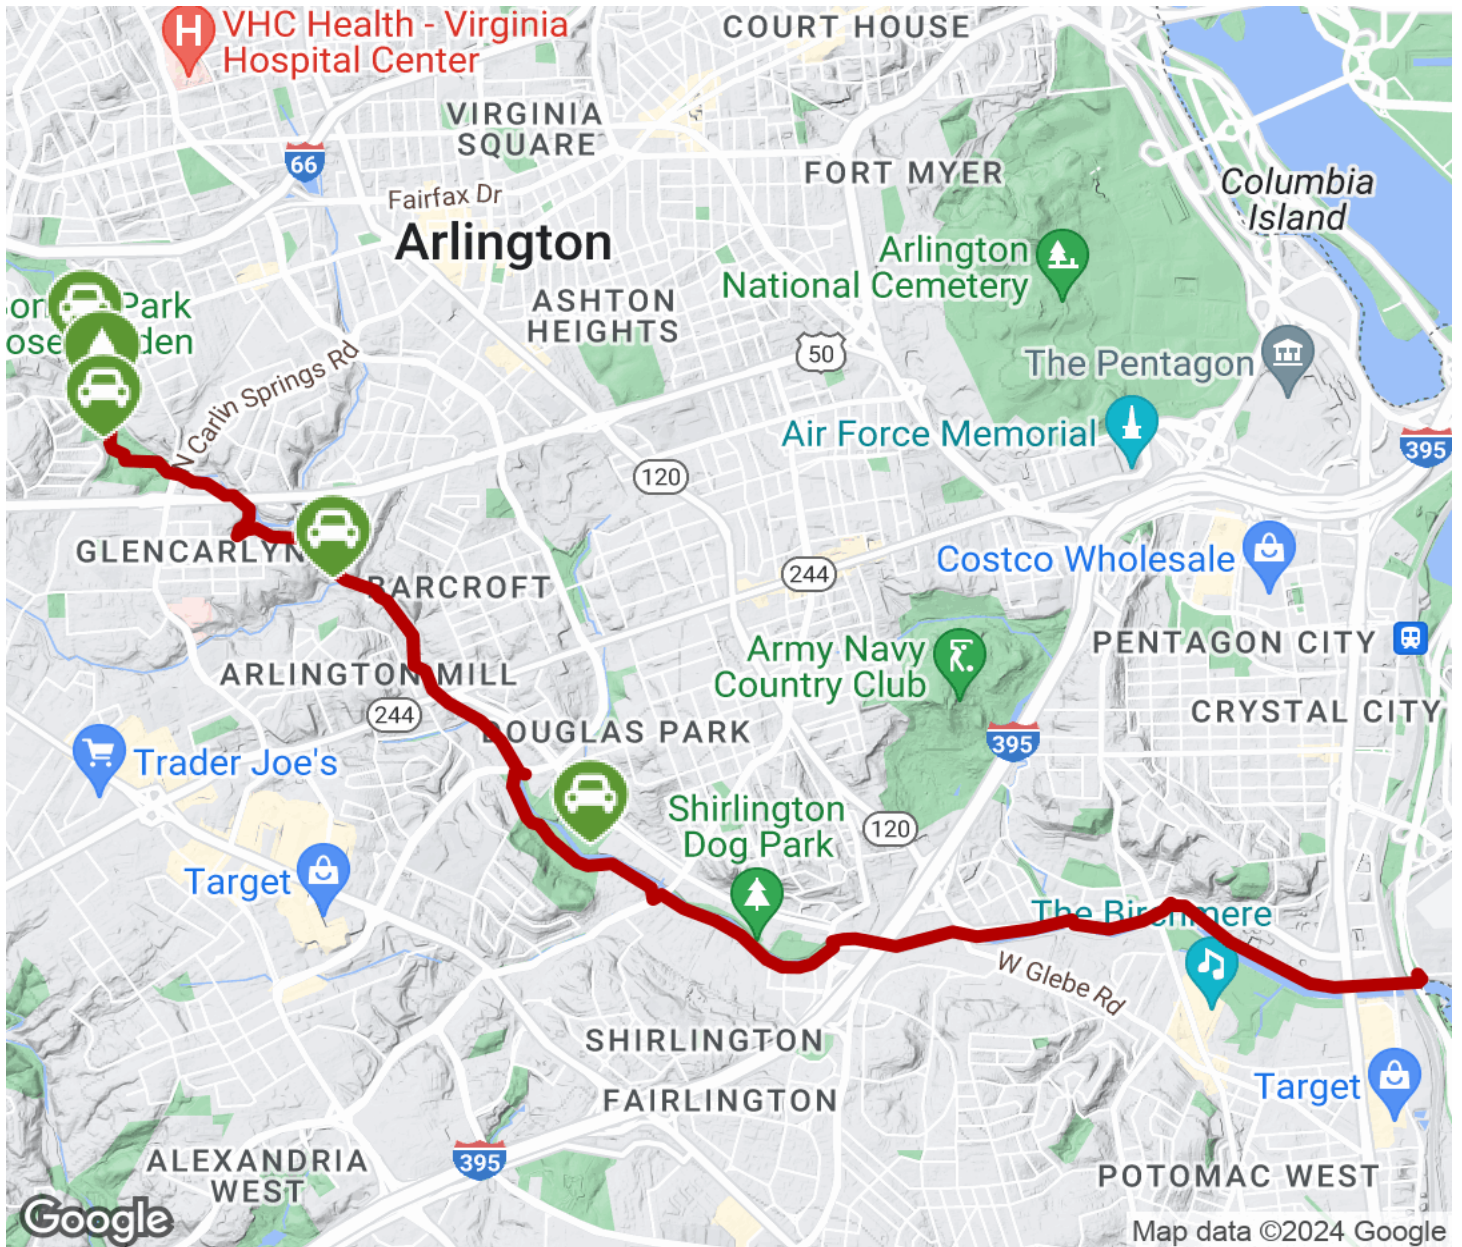 VHC Health - Virginia
Hospital Center
COURT HOUSE
VIRGINIA
SQUARE
66
FORT MYER
Fairfax Dr
Columbia
Island
Arlington
Arlington
National Cemetery
ASHTON
HEIGHTS
Park
50
The Pentagon
N Carlin Springs Rd
Air Force Memorial
395
120
GLENCARLYN
BARCROFT
244
Costco Wholesale
ARLINGTON MILL
Army Navy
Country Club
PENTAGON CITY
244
DOUGLAS PARK
CRYSTAL CITY
395
Trader Joe's
Shirlington
Dog Park
120
Target
The Birchmere
W Glebe Rd
SHIRLINGTON
FAIRLINGTON
Target
395
ALEXANDRIA
WEST
POTOMAC WEST
Google
Map data ©2024 Google